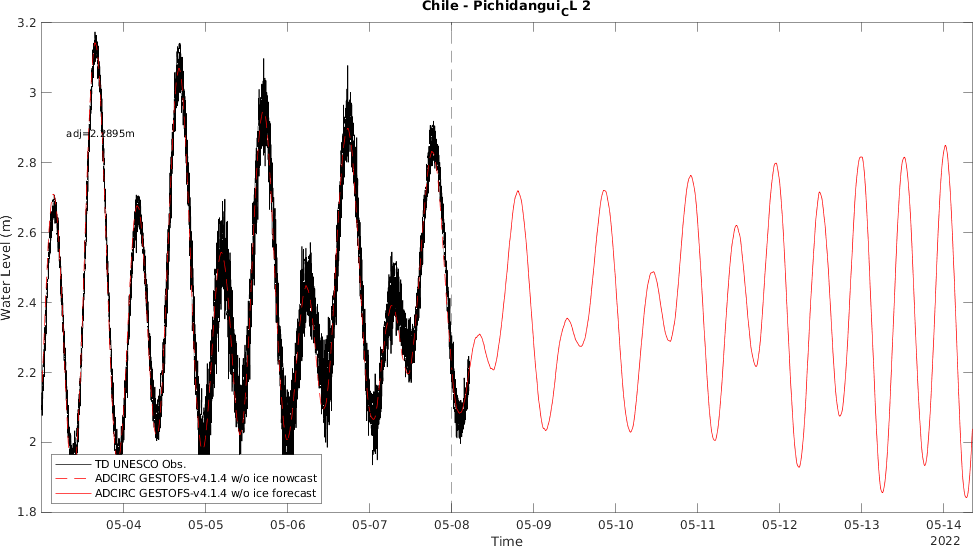 Chile - Pichidangui_CL 2
3.2
3
2.8
2.6
2.4
2.2
2
1.8
Water Level (m)
adj=2.2895m
TD UNESCO Obs.
ADCIRC GESTOFS-v4.1.4 w/o ice nowcast
ADCIRC GESTOFS-v4.1.4 w/o ice forecast
05-04 05-05 05-06 05-07 05-08 05-09 05-10 05-11 05-12 05-13 05-14
Time 2022